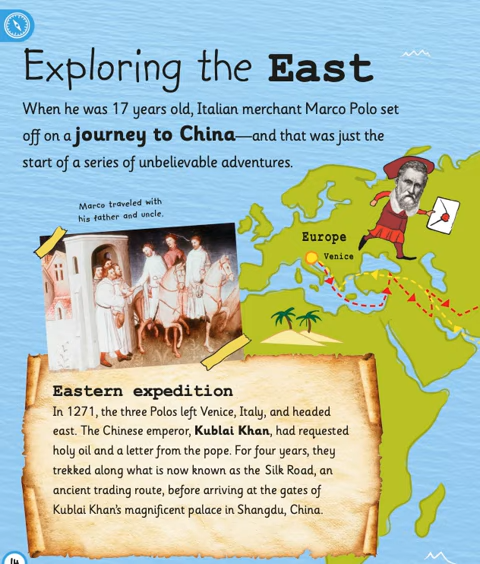 Exploring the East
When he was 17 years old, Italian merchant Marco Polo set
off on a journey to China—and that was just the
start of a series of unbelievable adventures.
Marco traveled with
his father and uncle.
Europe
Venice
Eastern expedition
In 1271, the three Polos left Venice, Italy, and headed
east. The Chinese emperor, Kublai Khan, had requested
holy oil and a letter from the pope. For four years, they
trekked along what is now known as the Silk Road, an
ancient trading route, before arriving at the gates of
Kublai Khan's magnificent palace in Shangdu, China.
14